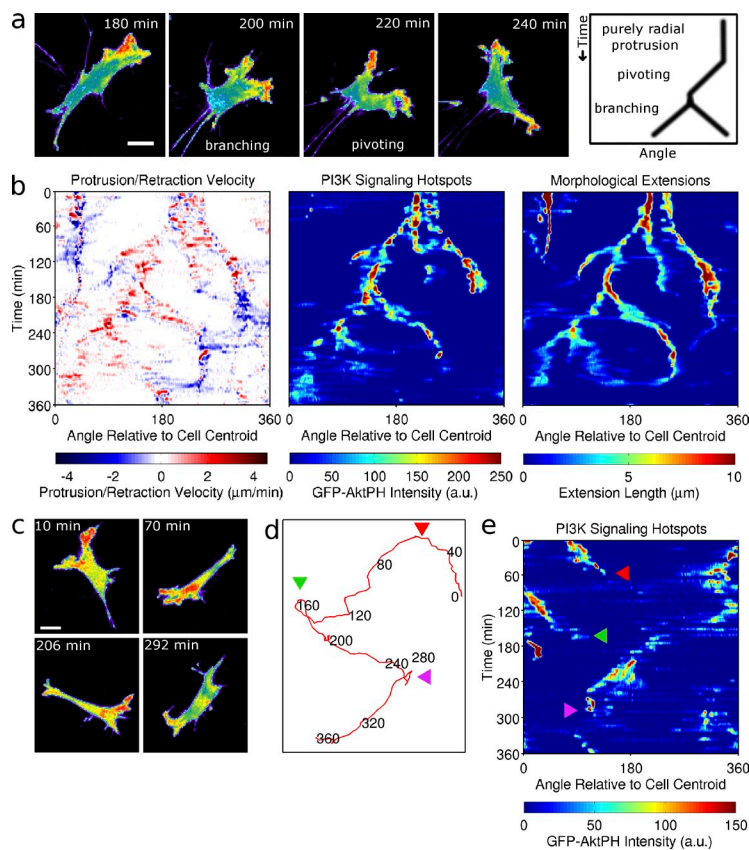 a
180 min
200 min
220 min
240 min
branching
pivoting
Time
purely radial
protrusion
pivoting
branching
Angle
b
Protrusion/Retraction Velocity
PI3K Signaling Hotspots
Morphological Extensions
Time (min)
0
60
120
180
240
300
360
0
180
360
0
180
360
0
180
360
Angle Relative to Cell Centroid
Angle Relative to Cell Centroid
Angle Relative to Cell Centroid
-4 -2 0 2 4
0 50 100 150 200 250
0 5 10
Protrusion/Retraction Velocity (μm/min)
GFP-AktPH Intensity (a.u.)
Extension Length (μm)
c
10 min
70 min
206 min
292 min
d
40
0
80
120
160
200
240
280
320
360
e
PI3K Signaling Hotspots
Time (min)
0
60
120
180
240
300
360
0
180
360
Angle Relative to Cell Centroid
0 50 100 150
GFP-AktPH Intensity (a.u.)